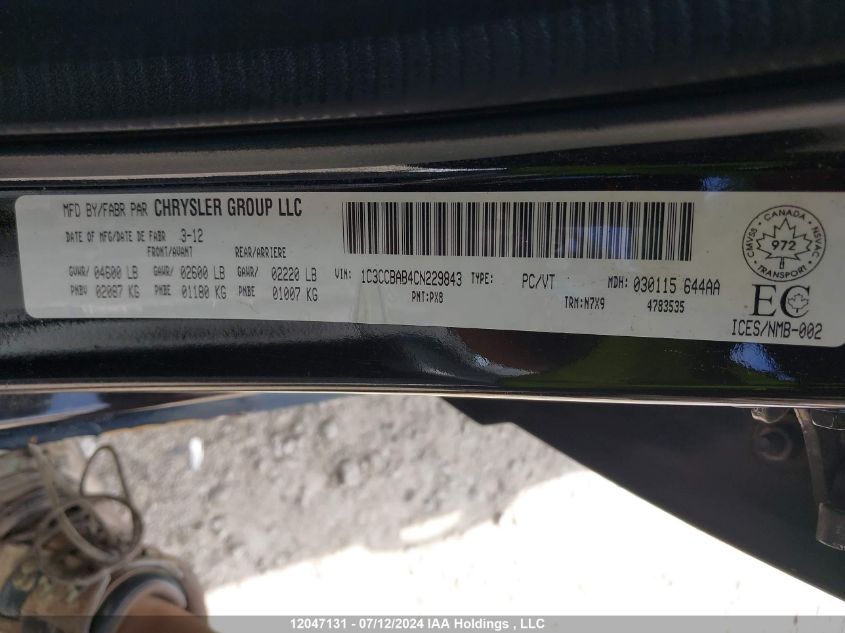 MFD BY/FABR PAR CHRYSLER GROUP LLC
DATE OF MFG/DATE DE FABR 3-12
FRONT/AVANT REAR/ARRIERE
GVWR/ 04600 LB GAWR/ 02600 LB GAWR/ 02220 LB
PNBV 02087 KG PNBE 01180 KG PNBE 01007 KG
VIN: 1C3CCBAB4CN229843 TYPE: PC/VT MDH: 030115 644AA
PNT:PX8 TRM:N7X9 4783535
CANADA
CMVSS 972 NSVAC
TRANSPORT
EC
ICES/NMB-002
12047131 - 07/12/2024 IAA Holdings , LLC